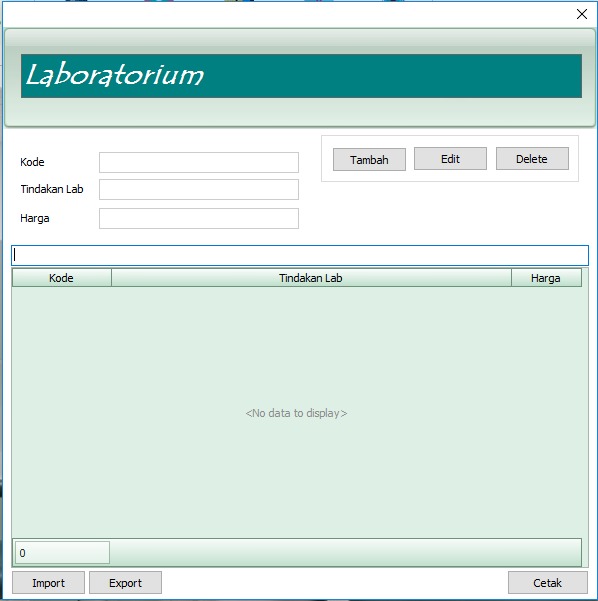 Laboratorium
Kode
Tindakan Lab
Harga
Tambah Edit Delete
Kode Tindakan Lab Harga
<No data to display>
0
Import Export Cetak